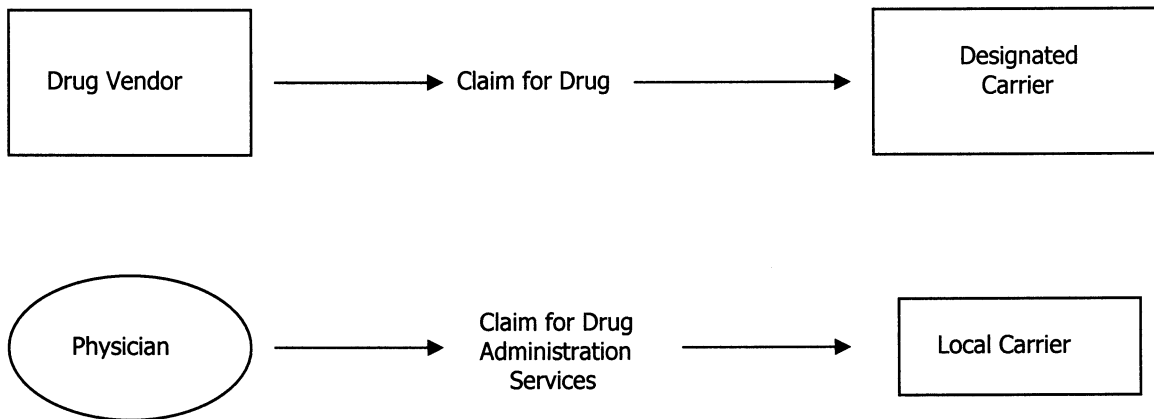 Drug Vendor
Claim for Drug
Designated
Carrier
Physician
Claim for Drug
Administration
Services
Local Carrier